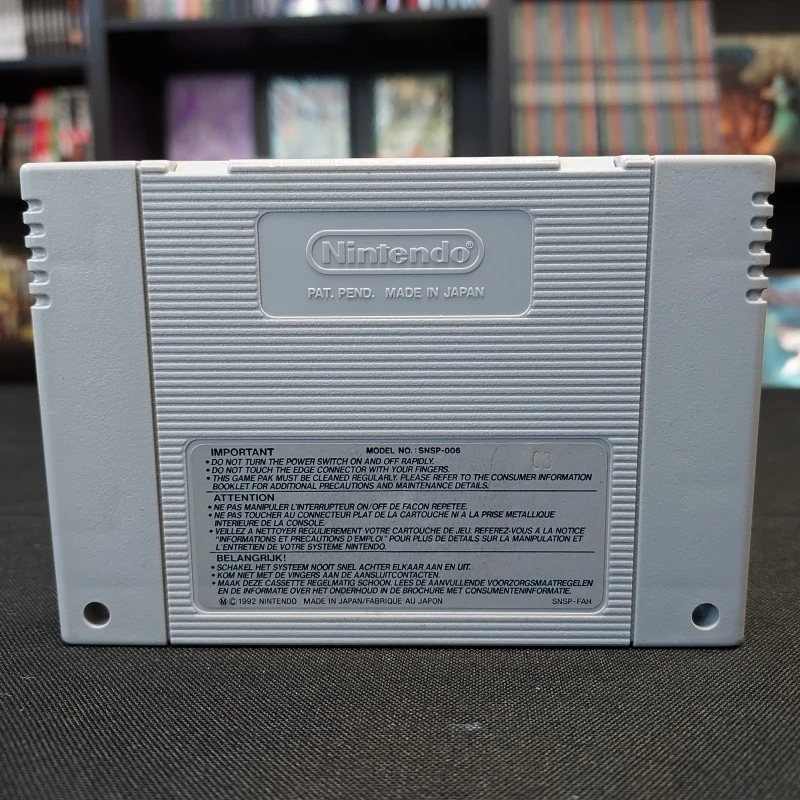 Nintendo®
PAT. PEND. MADE IN JAPAN
IMPORTANT MODEL NO.: SNSP-006
• DO NOT TURN THE POWER SWITCH ON AND OFF RAPIDLY.
• DO NOT TOUCH THE EDGE CONNECTOR WITH YOUR FINGERS.
• THIS GAME PAK MUST BE CLEANED REGULARLY. PLEASE REFER TO THE CONSUMER INFORMATION
BOOKLET FOR ADDITIONAL PRECAUTIONS AND MAINTENANCE DETAILS.
ATTENTION
• NE PAS MANIPULER L'INTERRUPTEUR ON/OFF DE FACON REPETEE.
• NE PAS TOUCHER AU CONNECTEUR PLAT DE LA CARTOUCHE NI A LA PRISE METALLIQUE
INTERIEURE DE LA CONSOLE.
• VEILLEZ A NETTOYER REGULIEREMENT VOTRE CARTOUCHE DE JEU. REFEREZ-VOUS A LA NOTICE
"INFORMATIONS ET PRECAUTIONS D'EMPLOI" POUR PLUS DE DETAILS SUR LA MANIPULATION ET
L'ENTRETIEN DE VOTRE SYSTEME NINTENDO.
BELANGRIJK!
• SCHAKEL HET SYSTEEM NOOIT SNEL ACHTER ELKAAR AAN EN UIT.
• KOM NIET MET DE VINGERS AAN DE AANSLUITCONTACTEN.
• MAAK DEZE CASSETTE REGELMATIG SCHOON. LEES DE AANVULLENDE VOORZORGSMAATREGELEN
EN DE INFORMATIE OVER HET ONDERHOUD IN DE BROCHURE MET CONSUMENTENINFORMATIE.
Ⓜ © 1992 NINTENDO MADE IN JAPAN/FABRIQUE AU JAPON SNSP-FAH